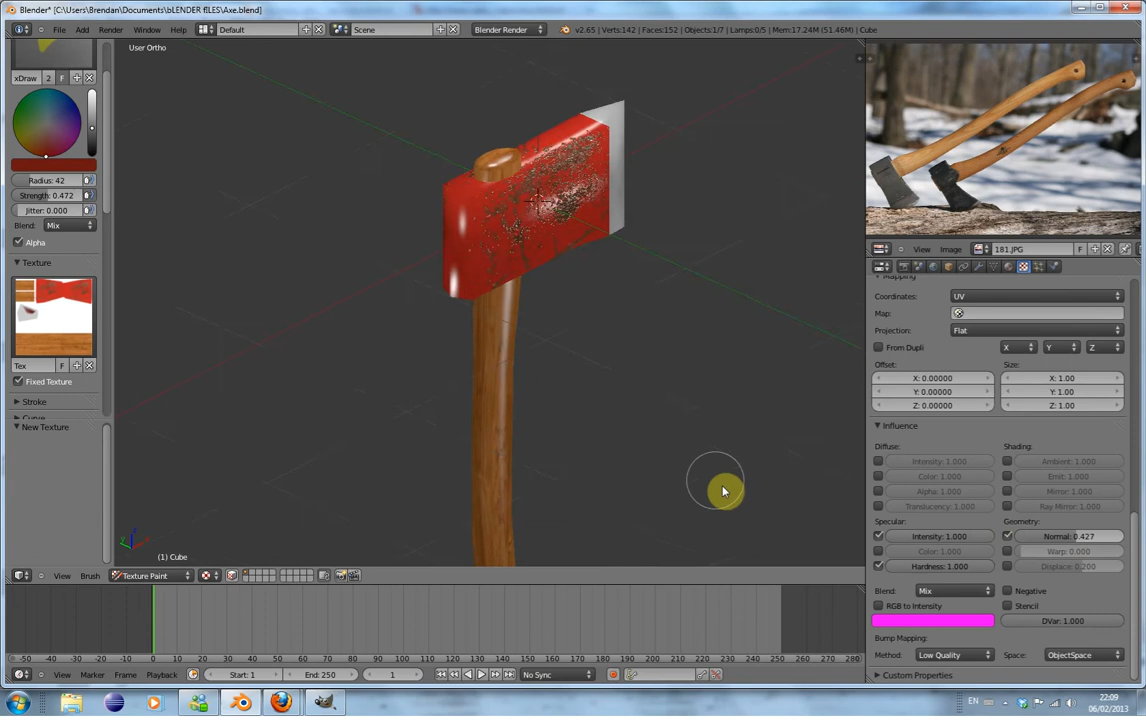 Blender* [C:\Users\Brendan\Documents\bLENDER fILES\Axe.blend]
File Add Render Window Help Default Scene Blender Render v2.65 | Verts:142 | Faces:152 | Objects:1/7 | Lamps:0/5 | Mem:17.24M (51.46M) | Cube
User Ortho
xDraw 2 F
Radius: 42
Strength: 0.472
Jitter: 0.000
Blend: Mix
Alpha
Texture
Tex F
Fixed Texture
Stroke
Curve
New Texture
(1) Cube
View Brush Texture Paint
View Image 181.JPG F
Mapping
Coordinates: UV
Map:
Projection: Flat
From Dupli X Y Z
Offset: Size:
X: 0.00000 X: 1.00
Y: 0.00000 Y: 1.00
Z: 0.00000 Z: 1.00
Influence
Diffuse: Shading:
Intensity: 1.000 Ambient: 1.000
Color: 1.000 Emit: 1.000
Alpha: 1.000 Mirror: 1.000
Translucency: 1.000 Ray Mirror: 1.000
Specular: Geometry:
Intensity: 1.000 Normal: 0.427
Color: 1.000 Warp: 0.000
Hardness: 1.000 Displace: 0.200
Blend: Mix Negative
RGB to Intensity Stencil
DVar: 1.000
Bump Mapping:
Method: Low Quality Space: ObjectSpace
Custom Properties
-50 -40 -30 -20 -10 0 10 20 30 40 50 60 70 80 90 100 110 120 130 140 150 160 170 180 190 200 210 220 230 240 250 260 270 280
View Marker Frame Playback Start: 1 End: 250 1 No Sync
EN 22:09
06/02/2013